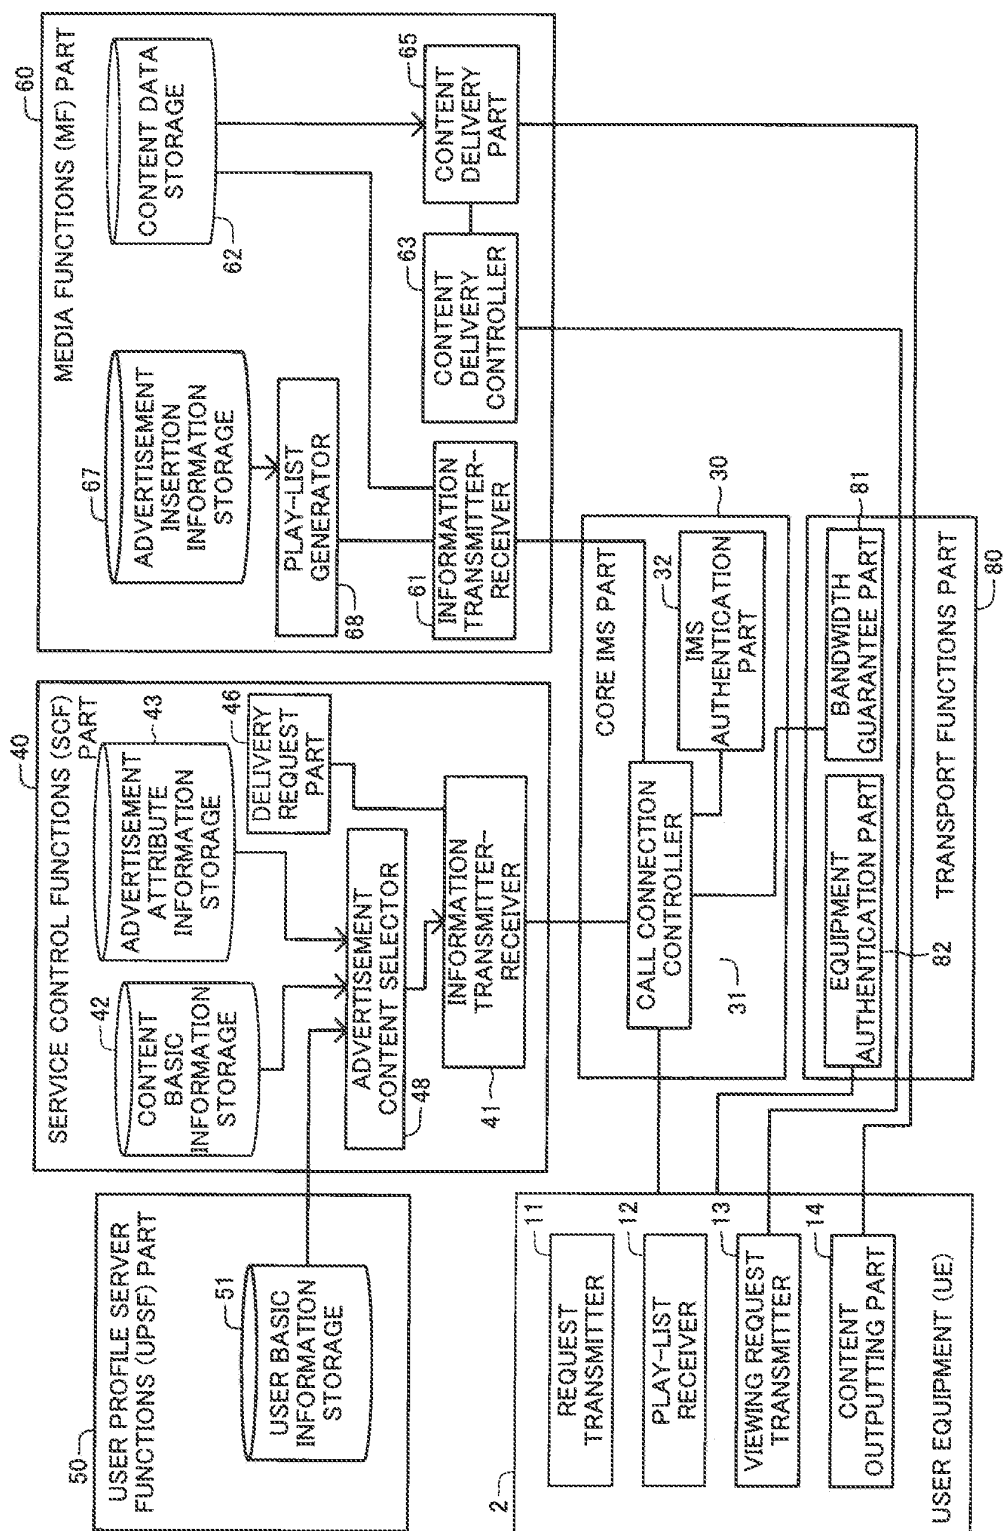 50
USER PROFILE SERVER
FUNCTIONS (UPSF) PART
51
USER BASIC
INFORMATION
STORAGE
40
SERVICE CONTROL FUNCTIONS (SCF)
PART
42
CONTENT
BASIC
INFORMATION
STORAGE
43
ADVERTISEMENT
ATTRIBUTE
INFORMATION
STORAGE
46
DELIVERY
REQUEST
PART
ADVERTISEMENT
CONTENT SELECTOR
48
INFORMATION
TRANSMITTER-
RECEIVER
41
60
MEDIA FUNCTIONS (MF) PART
67
ADVERTISEMENT
INSERTION
INFORMATION
STORAGE
CONTENT DATA
STORAGE
62
PLAY-LIST
GENERATOR
68
61
INFORMATION
TRANSMITTER-
RECEIVER
63
CONTENT
DELIVERY
CONTROLLER
65
CONTENT
DELIVERY
PART
2
11
REQUEST
TRANSMITTER
12
PLAY-LIST
RECEIVER
13
VIEWING REQUEST
TRANSMITTER
14
CONTENT
OUTPUTTING PART
USER EQUIPMENT (UE)
30
CORE IMS PART
CALL CONNECTION
CONTROLLER
31
32
IMS
AUTHENTICATION
PART
EQUIPMENT
AUTHENTICATION PART
82
81
BANDWIDTH
GUARANTEE PART
TRANSPORT FUNCTIONS PART
80